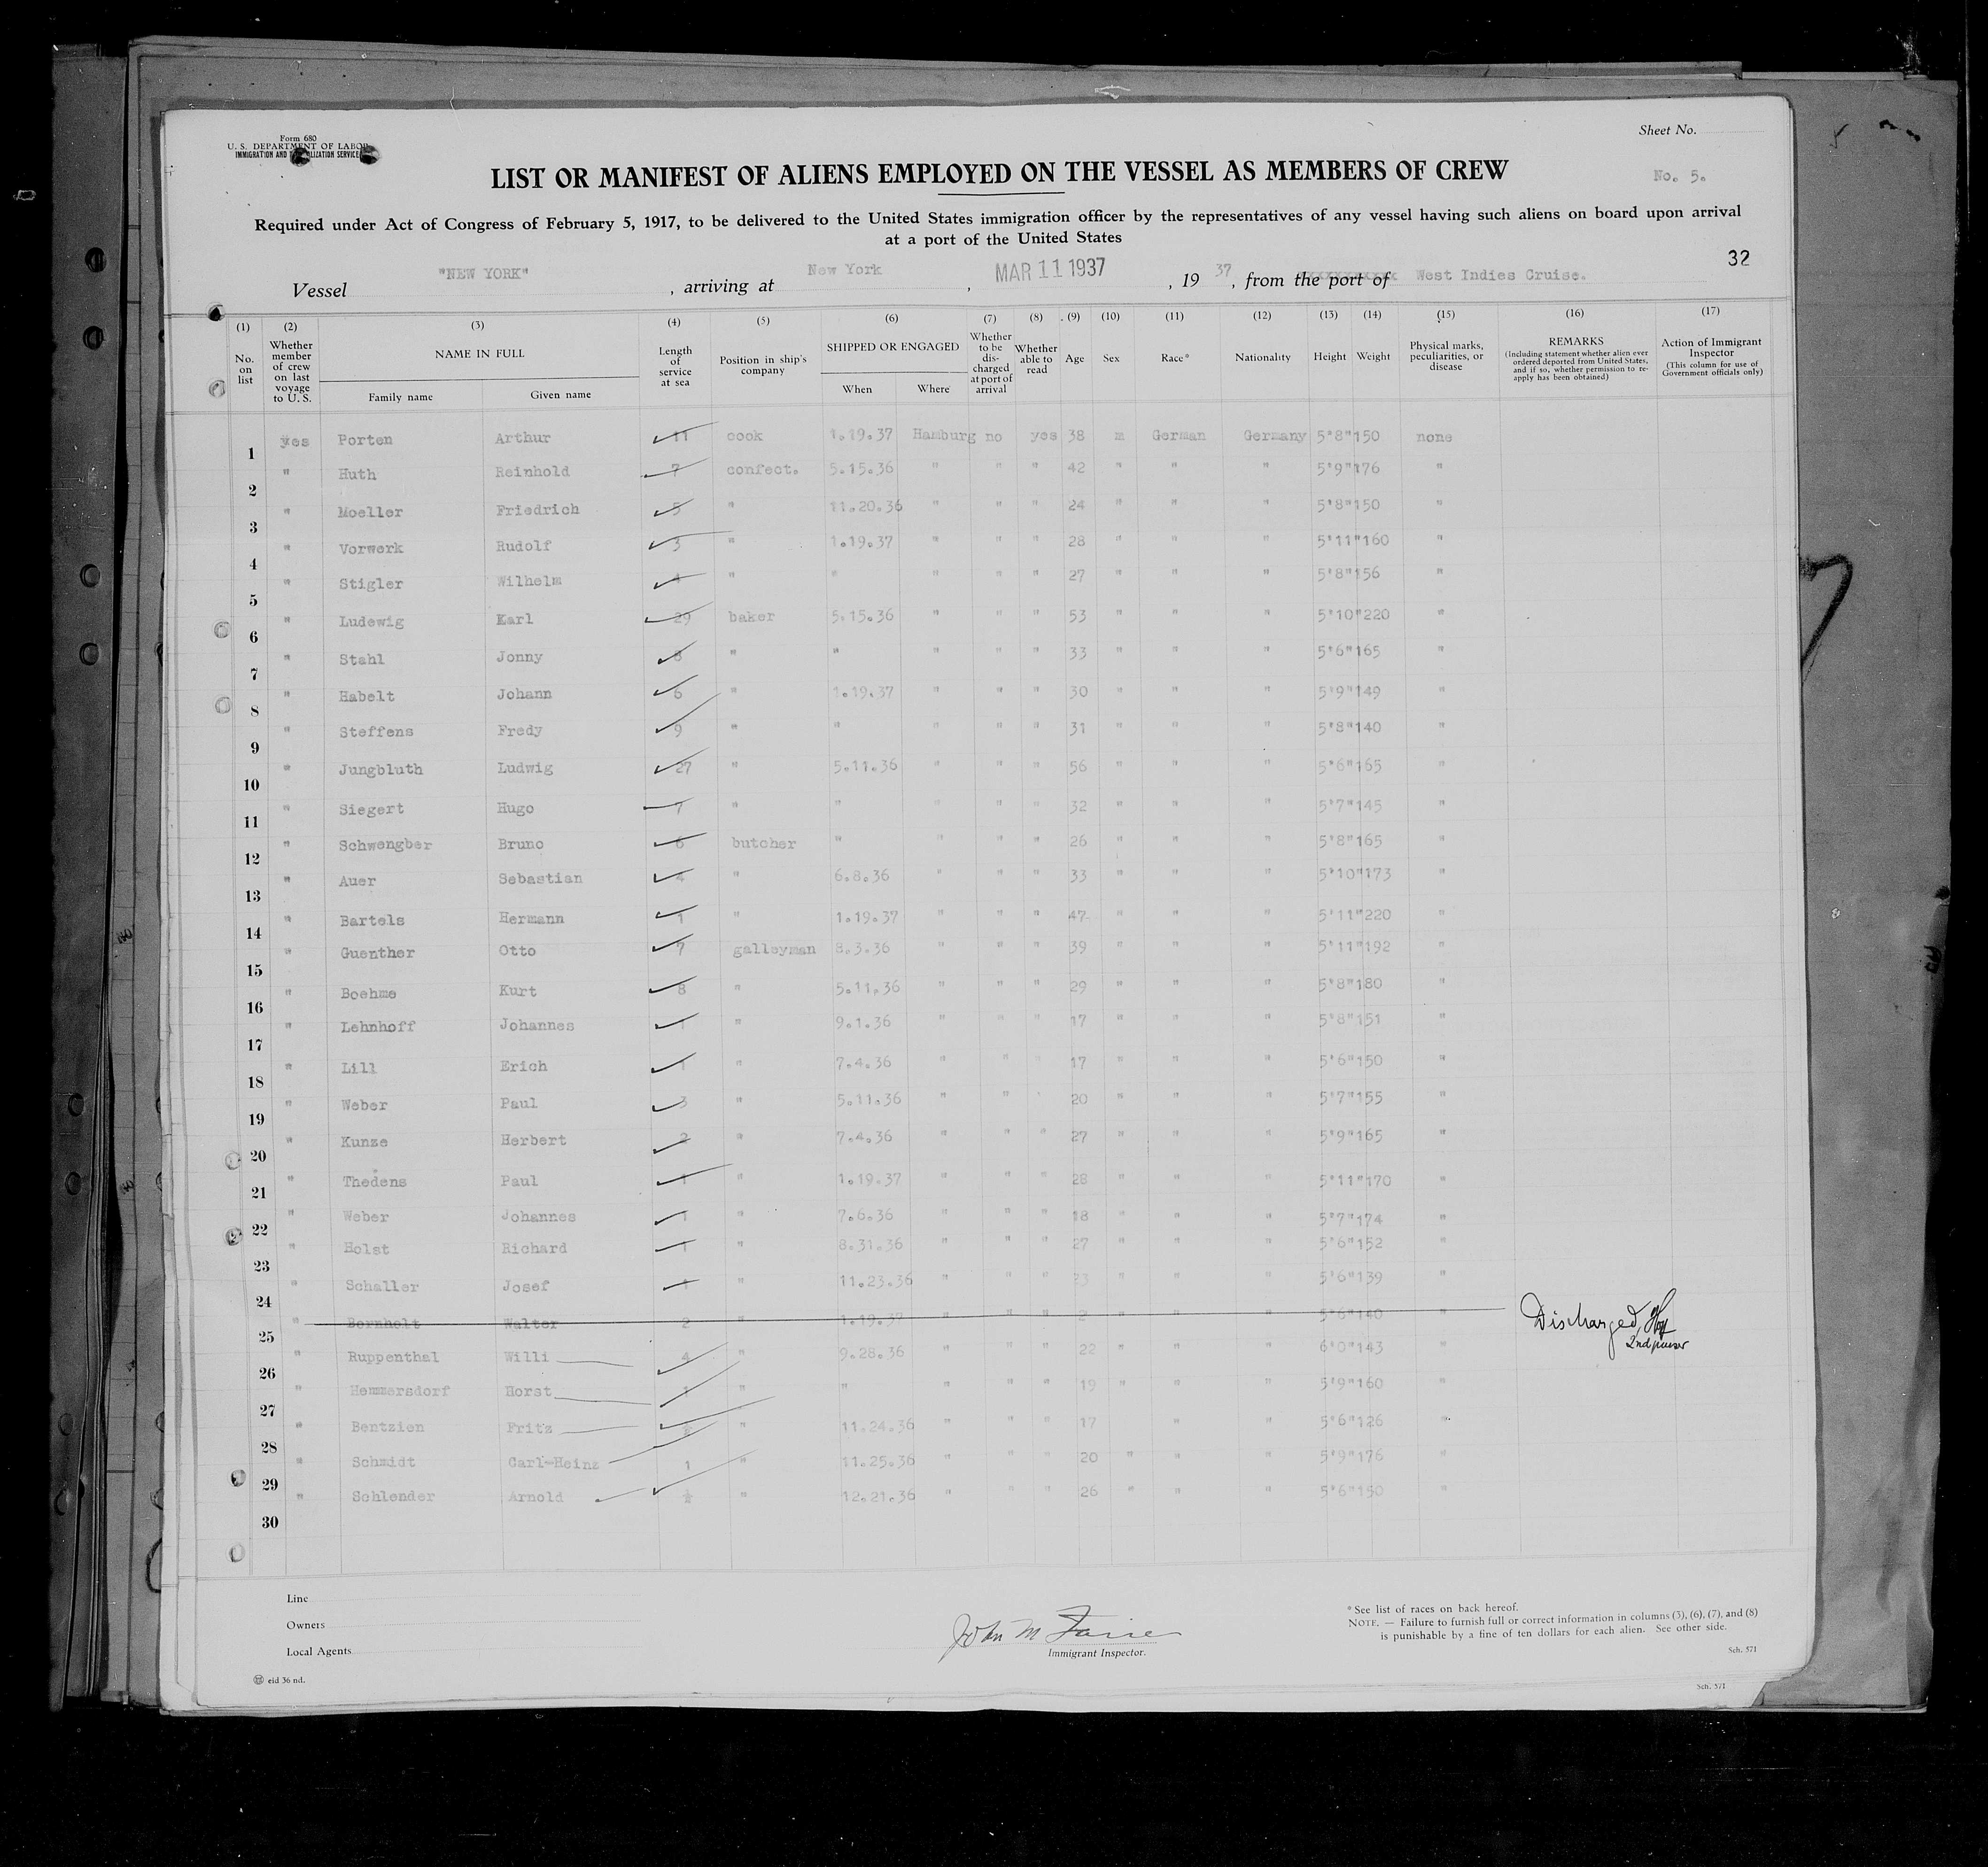 Form 680
U. S. DEPARTMENT OF LABOR
IMMIGRATION AND NATURALIZATION SERVICE
Sheet No.
No. 5.
LIST OR MANIFEST OF ALIENS EMPLOYED ON THE VESSEL AS MEMBERS OF CREW
Required under Act of Congress of February 5, 1917, to be delivered to the United States immigration officer by the representatives of any vessel having such aliens on board upon arrival
at a port of the United States
32
Vessel "NEW YORK" , arriving at New York , MAR 11 1937 , 19 37 , from the port of West Indies Cruise.
(1) No. on list (2) Whether member of crew on last voyage to U. S. (3) NAME IN FULL Family name Given name (4) Length of service at sea (5) Position in ship's company (6) SHIPPED OR ENGAGED When Where (7) Whether to be discharged at port of arrival (8) Whether able to read (9) Age (10) Sex (11) Race* (12) Nationality (13) Height (14) Weight (15) Physical marks, peculiarities, or disease (16) REMARKS (Including statement whether alien ever ordered deported from United States, and if so, whether permission to reapply has been obtained) (17) Action of Immigrant Inspector (This column for use of Government officials only)
1 yes Porten Arthur 11 cook 1.19.37 Hamburg no yes 38 m German Germany 5'8" 150 none
2 " Huth Reinhold 7 confect. 5.15.36 " " " 42 " " " 5'9" 176 "
3 " Moeller Friedrich 5 " 11.20.36 " " " 24 " " " 5'8" 150 "
4 " Vorwerk Rudolf 3 " 1.19.37 " " " 28 " " " 5'11" 160 "
5 " Stigler Wilhelm " " " " " 27 " " " 5'8" 156 "
6 " Ludewig Karl 29 baker 5.15.36 " " " 53 " " " 5'10" 220 "
7 " Stahl Jonny 8 " " " " " 33 " " " 5'6" 165 "
8 " Habelt Johann 6 " 1.19.37 " " " 30 " " " 5'9" 149 "
9 " Steffens Fredy 9 " " " " " 31 " " " 5'8" 140 "
10 " Jungbluth Ludwig 27 " 5.11.36 " " " 56 " " " 5'6" 165 "
11 " Siegert Hugo 7 " " " " " 32 " " " 5'7" 145 "
12 " Schwengber Bruno 6 butcher " " " " 26 " " " 5'8" 165 "
13 " Auer Sebastian 4 " 6.8.36 " " " 33 " " " 5'10" 173 "
14 " Bartels Hermann 1 " 1.19.37 " " " 47 " " " 5'11" 220 "
15 " Guenther Otto 7 galleyman 8.3.36 " " " 39 " " " 5'11" 192 "
16 " Boehme Kurt 8 " 5.11.36 " " " 29 " " " 5'8" 180 "
17 " Lehnhoff Johannes 1 " 9.1.36 " " " 17 " " " 5'8" 151 "
18 " Lill Erich 1 " 7.4.36 " " " 17 " " " 5'6" 150 "
19 " Weber Paul 3 " 5.11.36 " " " 20 " " " 5'7" 155 "
20 " Kunze Herbert 2 " 7.4.36 " " " 27 " " " 5'9" 165 "
21 " Thedens Paul 1 " 1.19.37 " " " 28 " " " 5'11" 170 "
22 " Weber Johannes 1 " 7.6.36 " " " 18 " " " 5'7" 174 "
23 " Holst Richard 1 " 8.31.36 " " " 27 " " " 5'6" 152 "
24 " Schaller Josef 1 " 11.23.36 " " " 23 " " " 5'6" 139 "
25 " Bornholt Walter 2 " 1.19.37 " " " " " " 5'6" 140 " Discharged,
2nd purser
26 " Ruppenthal Willi 4 " 9.28.36 " " " 22 " " " 6'0" 143 "
27 " Hemmersdorf Horst 1 " " " " " 19 " " " 5'9" 160 "
28 " Bentzien Fritz " 11.24.36 " " " 17 " " 5'6" 126 "
29 " Schmidt Carl-Heinz 1 " 11.25.36 " " " 20 " " " 5'9" 176 "
30 " Schlender Arnold " 12.21.36 " " " 26 " " " 5'6" 150 "
Line
Owners
Local Agents
eid 36 nd.
John M
Immigrant Inspector.
* See list of races on back hereof.
NOTE. — Failure to furnish full or correct information in columns (3), (6), (7), and (8)
is punishable by a fine of ten dollars for each alien. See other side.
Sch. 571
Sch. 571